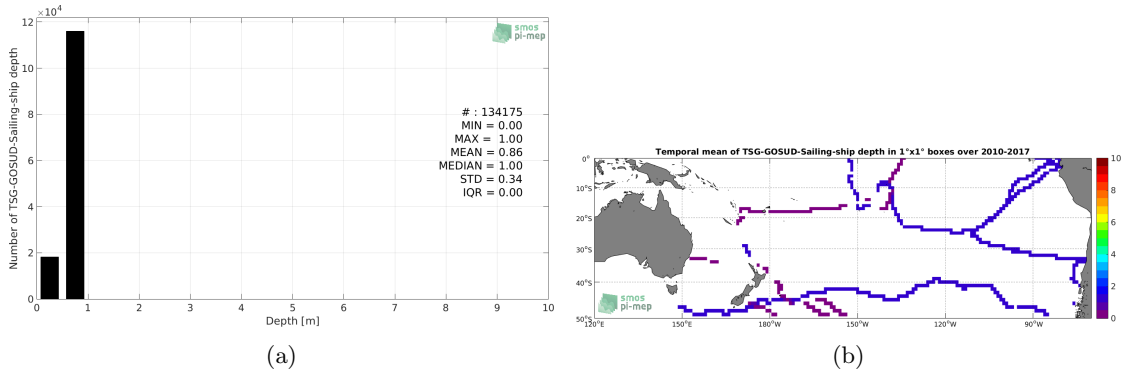 ×10⁴
12
10
8
6
4
2
0
Number of TSG-GOSUD-Sailing-ship depth
smos
pi-mep
# : 134175
MIN = 0.00
MAX = 1.00
MEAN = 0.86
MEDIAN = 1.00
STD = 0.34
IQR = 0.00
0 1 2 3 4 5 6 7 8 9 10
Depth [m]
(a)
Temporal mean of TSG-GOSUD-Sailing-ship depth in 1°x1° boxes over 2010-2017
0°
10°S
20°S
30°S
40°S
50°S
smos
pi-mep
120°E 150°E 180°W 150°W 120°W 90°W
10
8
6
4
2
0
(b)